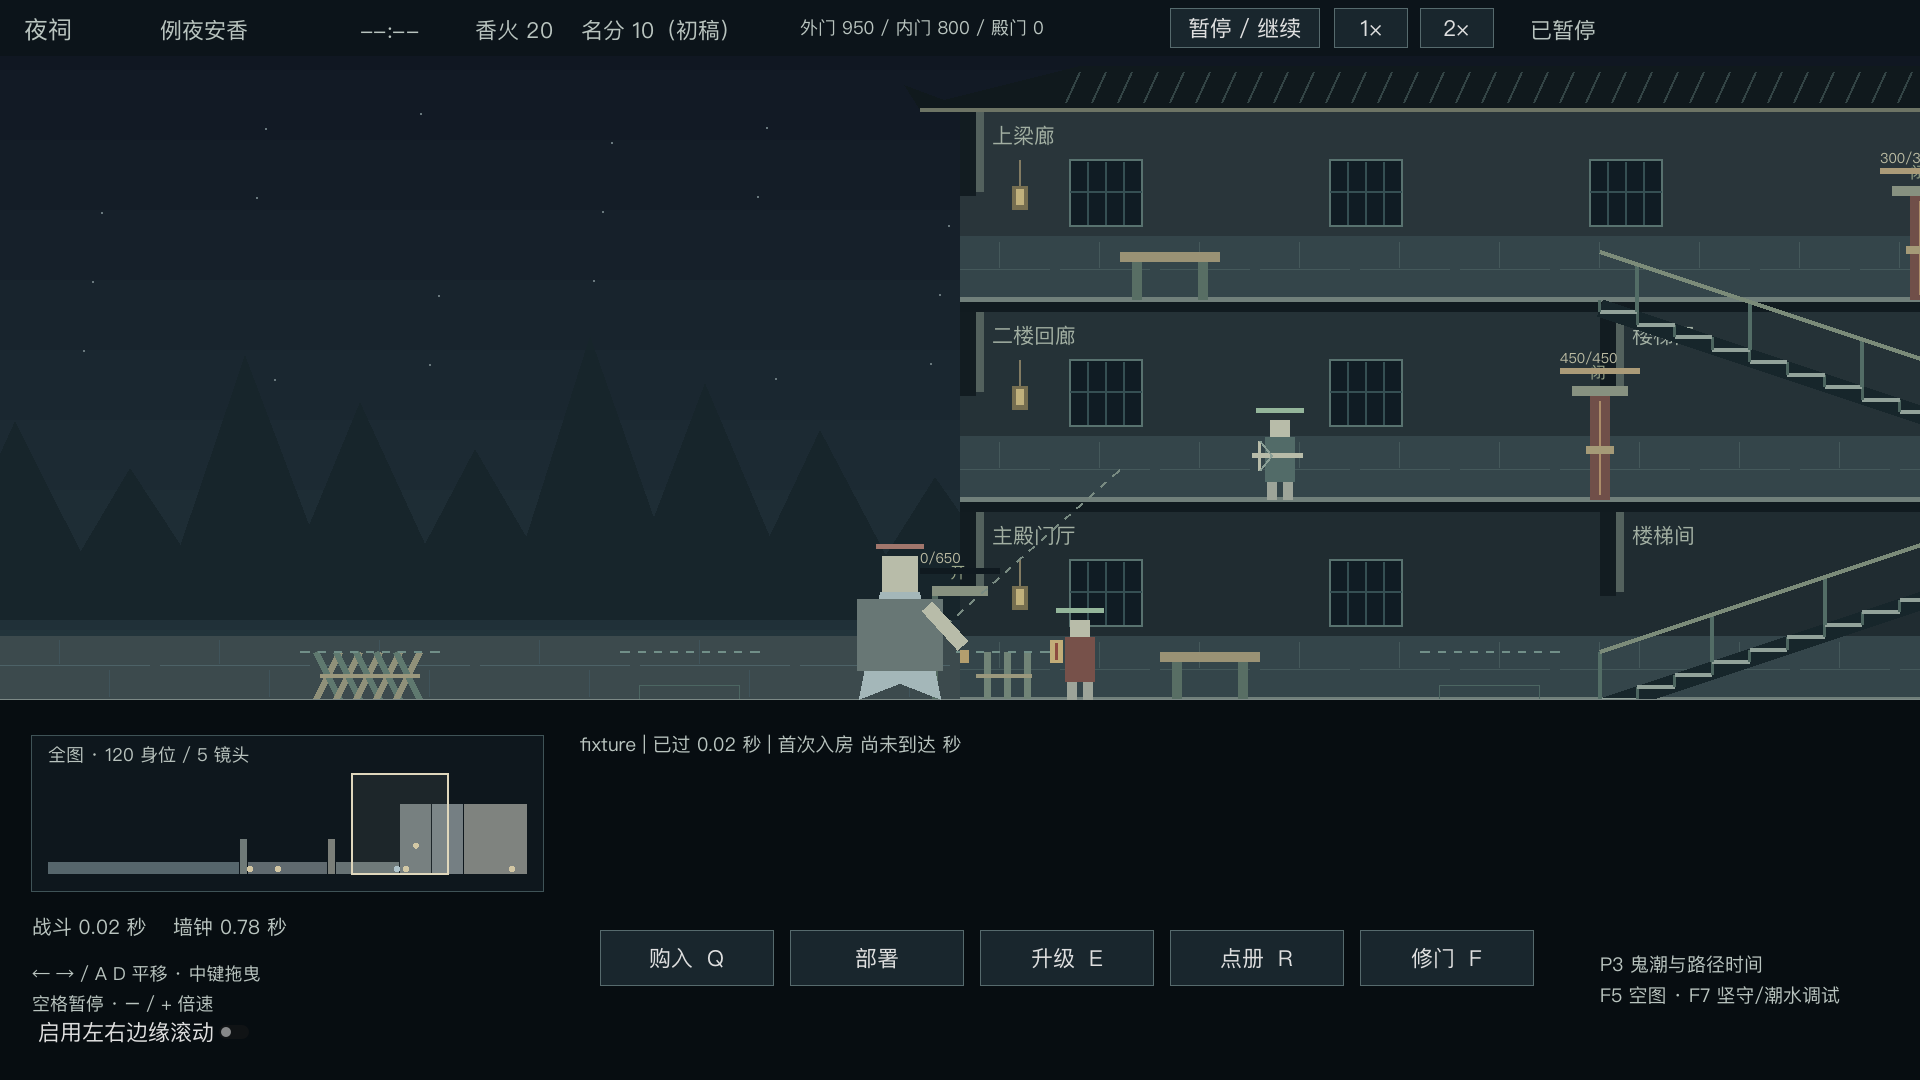 夜祠 例夜安香 --:-- 香火 20 名分 10（初稿） 外门 950 / 内门 800 / 殿门 0 暂停 / 继续 1× 2× 已暂停
上梁廊
300/3
二楼回廊
450/450
闭
0/650
主殿门厅
楼梯间
全图 · 120 身位 / 5 镜头
fixture | 已过 0.02 秒 | 首次入房 尚未到达 秒
战斗 0.02 秒 墙钟 0.78 秒
购入 Q 部署 升级 E 点册 R 修门 F
←→ / A D 平移 · 中键拖曳
空格暂停 · − / + 倍速
启用左右边缘滚动
P3 鬼潮与路径时间
F5 空图 · F7 坚守/潮水调试